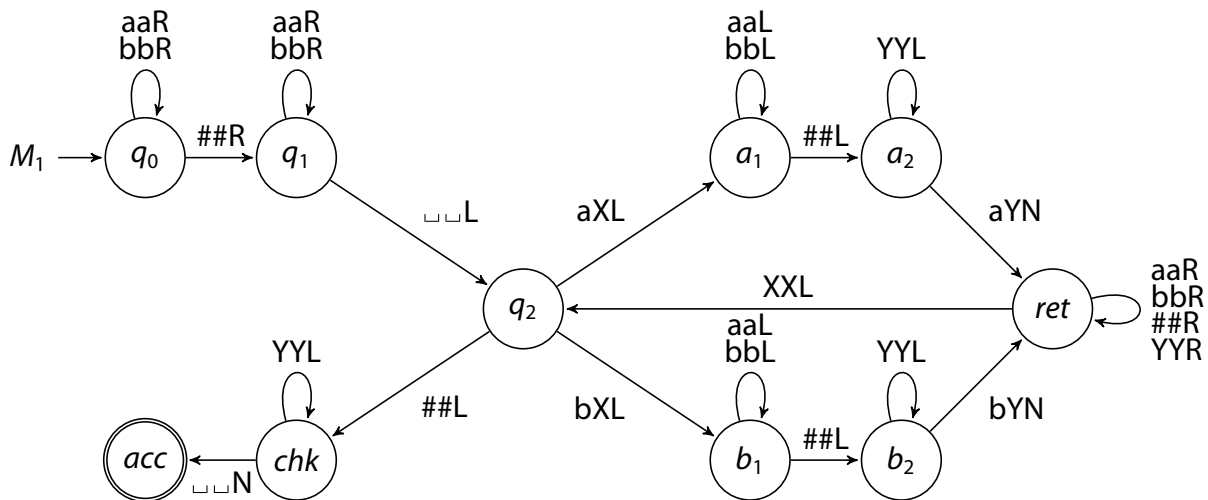 aaR
bbR
aaR
bbR
aaL
bbL
YYL
M1
q0
##R
q1
a1
##L
a2
␣␣L
aXL
aYN
q2
XXL
ret
aaR
bbR
##R
YYR
YYL
aaL
bbL
YYL
##L
bXL
bYN
acc
␣␣N
chk
b1
##L
b2